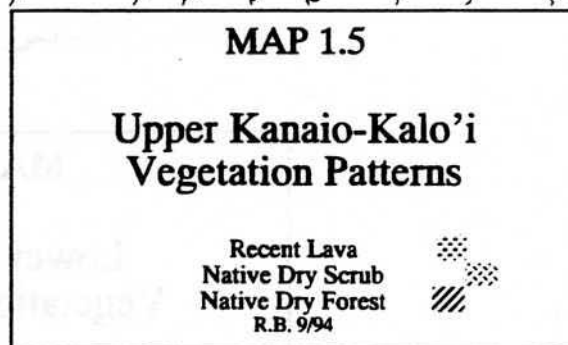 MAP 1.5
Upper Kanaio-Kalo'i
Vegetation Patterns
Recent Lava
Native Dry Scrub
Native Dry Forest
R.B. 9/94